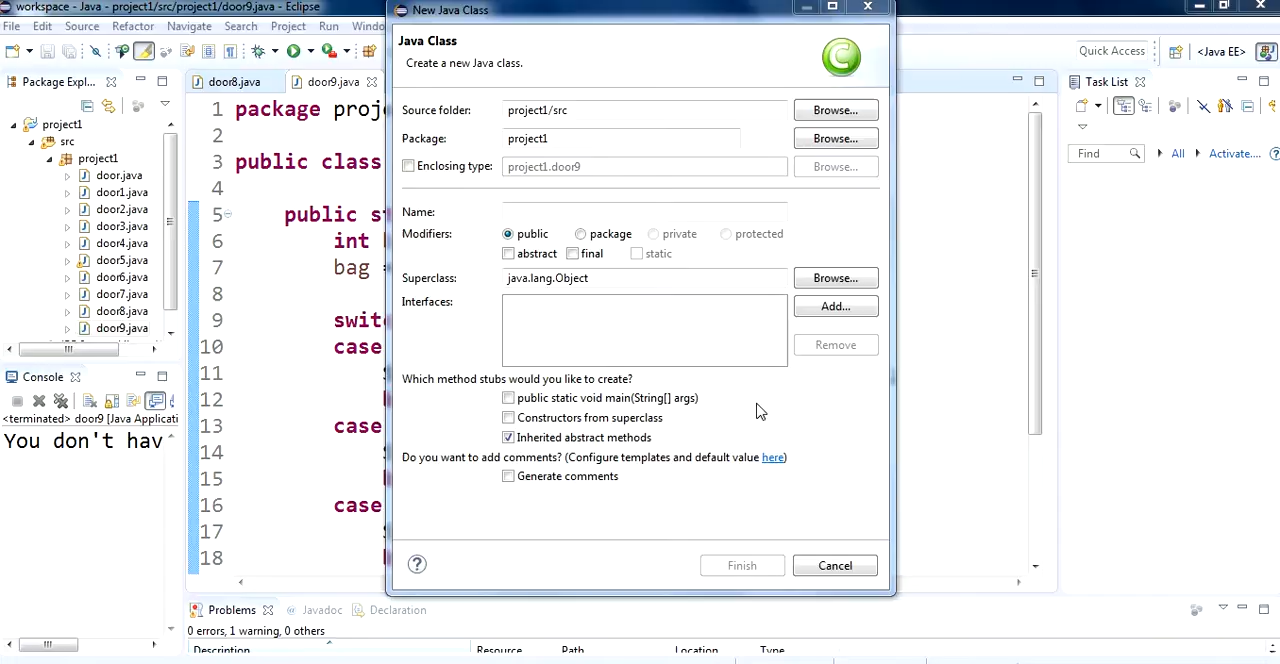 workspace - Java - project1/src/project1/door9.java - Eclipse
New Java Class
File Edit Source Refactor Navigate Search Project Run
Quick Access
<Java EE>
Package Expl...
door8.java
door9.java
Task List
project1
src
project1
door.java
door1.java
door2.java
door3.java
door4.java
door5.java
door6.java
door7.java
door8.java
door9.java
1 package
2
3 public class
4
5 public
6 int
7 bag
8
9
10 case
11
12
13 case
14
15
16 case
17
18
Java Class
Create a new Java class.
Source folder: project1/src Browse...
Package: project1 Browse...
Enclosing type: project1.door9 Browse...
Name:
Modifiers: public package private protected
abstract final static
Superclass: java.lang.Object Browse...
Interfaces: Add...
Remove
Which method stubs would you like to create?
public static void main(String[] args)
Constructors from superclass
Inherited abstract methods
Do you want to add comments? (Configure templates and default value here)
Generate comments
Finish Cancel
Find All Activate...
Console
<terminated> door9 [Java Applicati
You don't hav
Problems Javadoc Declaration
0 errors, 1 warning, 0 others
Description Resource Path Location Type